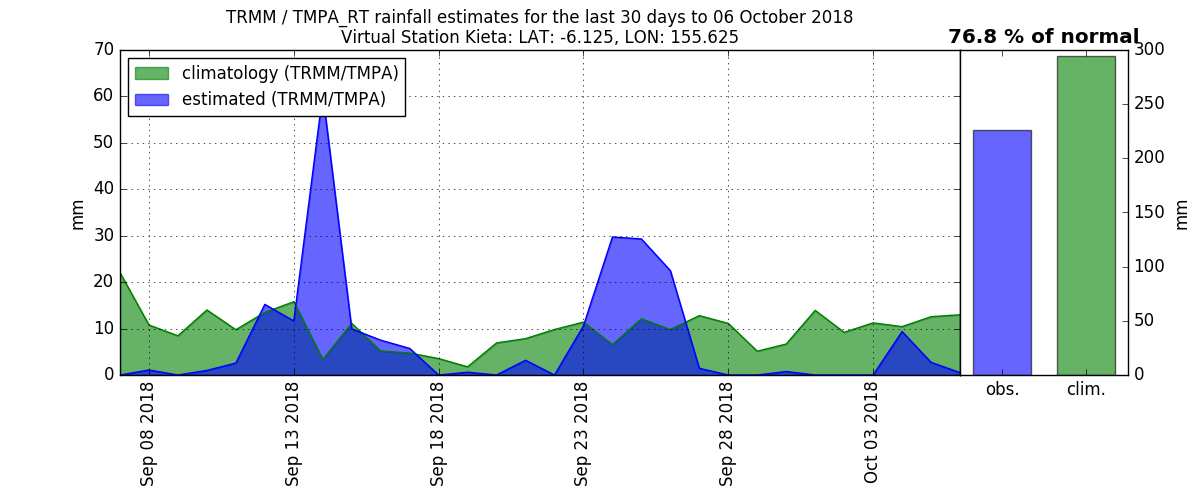 TRMM / TMPA_RT rainfall estimates for the last 30 days to 06 October 2018
Virtual Station Kieta: LAT: -6.125, LON: 155.625
76.8 % of normal
climatology (TRMM/TMPA)
estimated (TRMM/TMPA)
70
60
50
40
30
20
10
0
mm
Sep 08 2018
Sep 13 2018
Sep 18 2018
Sep 23 2018
Sep 28 2018
Oct 03 2018
obs.
clim.
300
250
200
150
100
50
0
mm